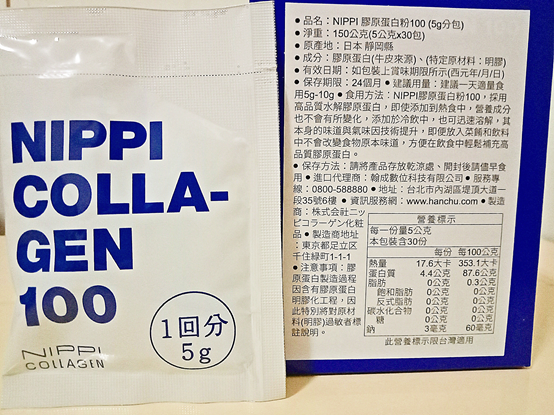 NIPPI
COLLA-
GEN
100
1回分
5g
NIPPI
COLLAGEN
●品名：NIPPI 膠原蛋白粉100 (5g分包)
●淨重：150公克(5公克x30包)
●原產地：日本 靜岡縣
●成分：膠原蛋白(牛皮來源)、(特定原材料：明膠)
●有效日期：如包裝上賞味期限所示(西元年/月/日)
●保存期限：24個月 ●建議用量：建議一天適量食
用5g-10g ●食用方法：NIPPI膠原蛋白粉100，採用
高品質水解膠原蛋白，即使添加到熱食中，營養成分
也不會有所變化，添加於冷飲中，也可迅速溶解，其
本身的味道與氣味因技術提升，即便放入菜餚和飲料
中不會改變食物原本味道，方便在飲食中輕鬆補充高
品質膠原蛋白。
●保存方法：請將產品存放乾涼處、開封後請儘早食
用 ●進口代理商：翰成數位科技有限公司 ●服務專
線：0800-588880 ●地址：台北市內湖區堤頂大道一
段35號6樓 ●資訊服務網：www.hanchu.com ●製造
商：株式会社ニッ
ピコラーゲン化粧
品 ●製造商地址
：東京都足立区
千住緑町1-1-1
●注意事項：膠
原蛋白製造過程
因含有膠原蛋白
明膠化工程，因
此特別將對原材
料(明膠)過敏者標
註說明。
營養標示
每一份量5公克
本包裝含30份
每份 每100公克
熱量 17.6大卡 353.1大卡
蛋白質 4.4公克 87.6公克
脂肪 0公克 0.3公克
飽和脂肪 0公克 0公克
反式脂肪 0公克 0公克
碳水化合物 0公克 0公克
糖 0公克 0公克
鈉 3毫克 60毫克
此營養標示限台灣適用